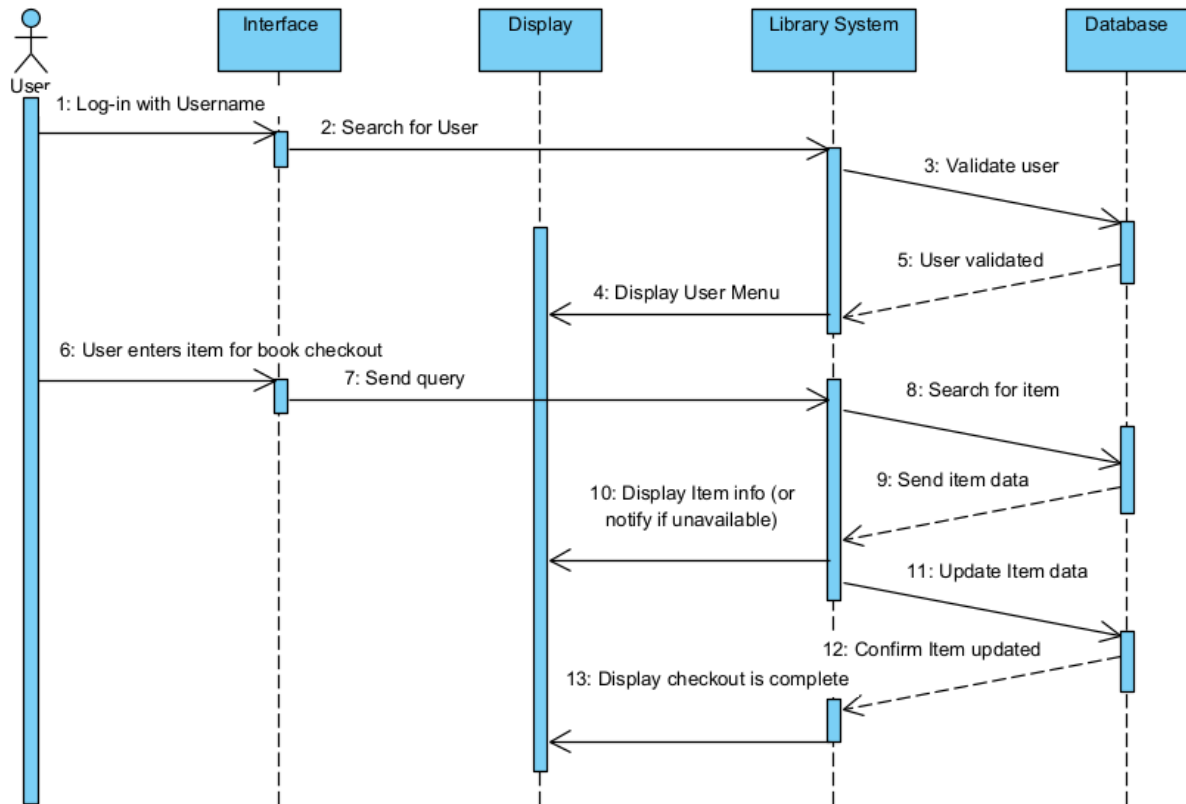 Interface
Display
Library System
Database
User
1: Log-in with Username
2: Search for User
3: Validate user
5: User validated
4: Display User Menu
6: User enters item for book checkout
7: Send query
8: Search for item
9: Send item data
10: Display Item info (or
notify if unavailable)
11: Update Item data
12: Confirm Item updated
13: Display checkout is complete